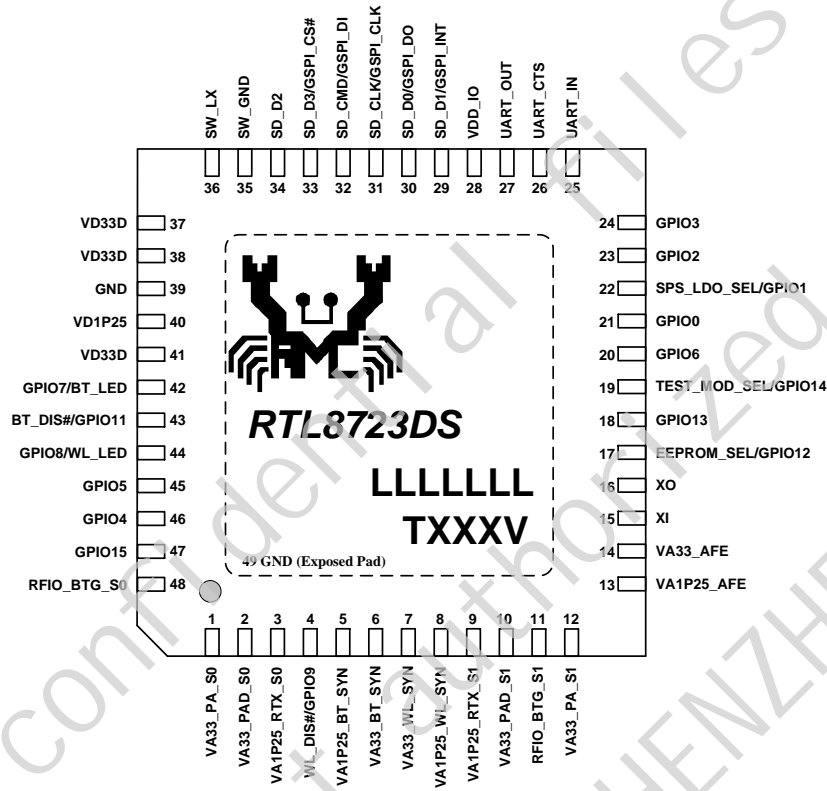 SW_LX
SW_GND
SD_D2
SD_D3/GSPI_CS#
SD_CMD/GSPI_DI
SD_CLK/GSPI_CLK
SD_D0/GSPI_DO
SD_D1/GSPI_INT
VDD_IO
UART_OUT
UART_CTS
UART_IN
36 35 34 33 32 31 30 29 28 27 26 25
VD33D 37
VD33D 38
GND 39
VD1P25 40
VD33D 41
GPIO7/BT_LED 42
BT_DIS#/GPIO11 43
GPIO8/WL_LED 44
GPIO5 45
GPIO4 46
GPIO15 47
RFIO_BTG_S0 48
24 GPIO3
23 GPIO2
22 SPS_LDO_SEL/GPIO1
21 GPIO0
20 GPIO6
19 TEST_MOD_SEL/GPIO14
18 GPIO13
17 EEPROM_SEL/GPIO12
16 XO
15 XI
14 VA33_AFE
13 VA1P25_AFE
RTL8723DS
LLLLLLL
TXXXV
49 GND (Exposed Pad)
1 2 3 4 5 6 7 8 9 10 11 12
VA33_PA_S0
VA33_PAD_S0
VA1P25_RTX_S0
WL_DIS#/GPIO9
VA1P25_BT_SYN
VA33_BT_SYN
VA33_WL_SYN
VA1P25_WL_SYN
VA1P25_RTX_S1
VA33_PAD_S1
RFIO_BTG_S1
VA33_PA_S1
confidential files
authorized